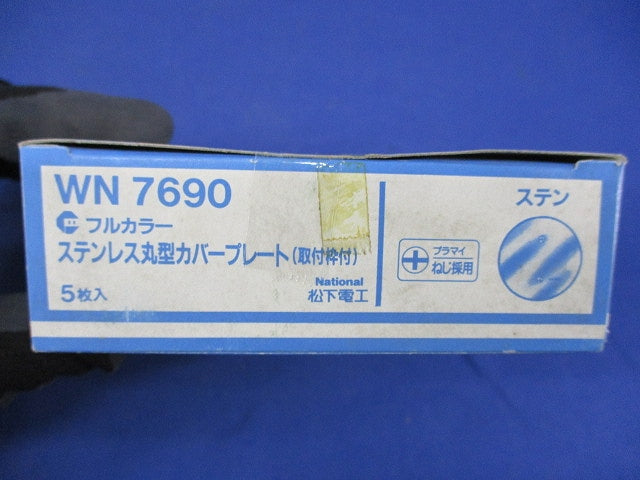 WN 7690
フルカラー
ステンレス丸型カバープレート(取付枠付)
5枚入
National
松下電工
プラマイ
ねじ採用
ステン